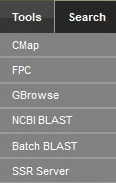 Tools Search
CMap
FPC
GBrowse
NCBI BLAST
Batch BLAST
SSR Server